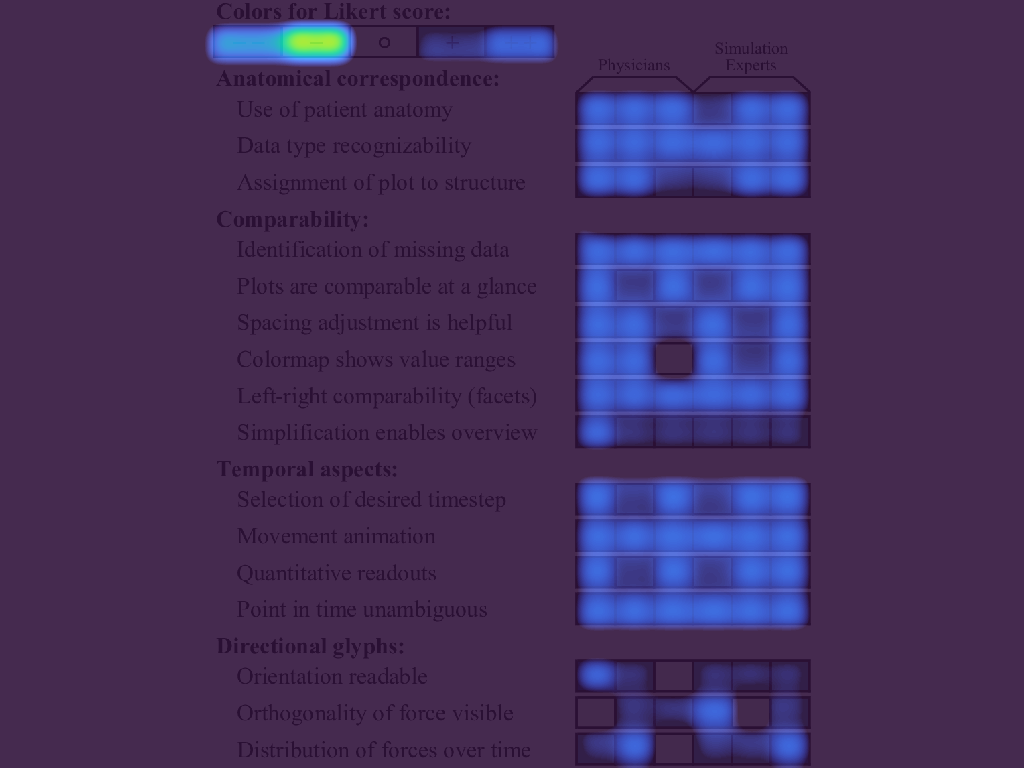 Colors for Likert score:
−− − o + ++
Simulation
Physicians Experts
Anatomical correspondence:
Use of patient anatomy
Data type recognizability
Assignment of plot to structure
Comparability:
Identification of missing data
Plots are comparable at a glance
Spacing adjustment is helpful
Colormap shows value ranges
Left-right comparability (facets)
Simplification enables overview
Temporal aspects:
Selection of desired timestep
Movement animation
Quantitative readouts
Point in time unambiguous
Directional glyphs:
Orientation readable
Orthogonality of force visible
Distribution of forces over time